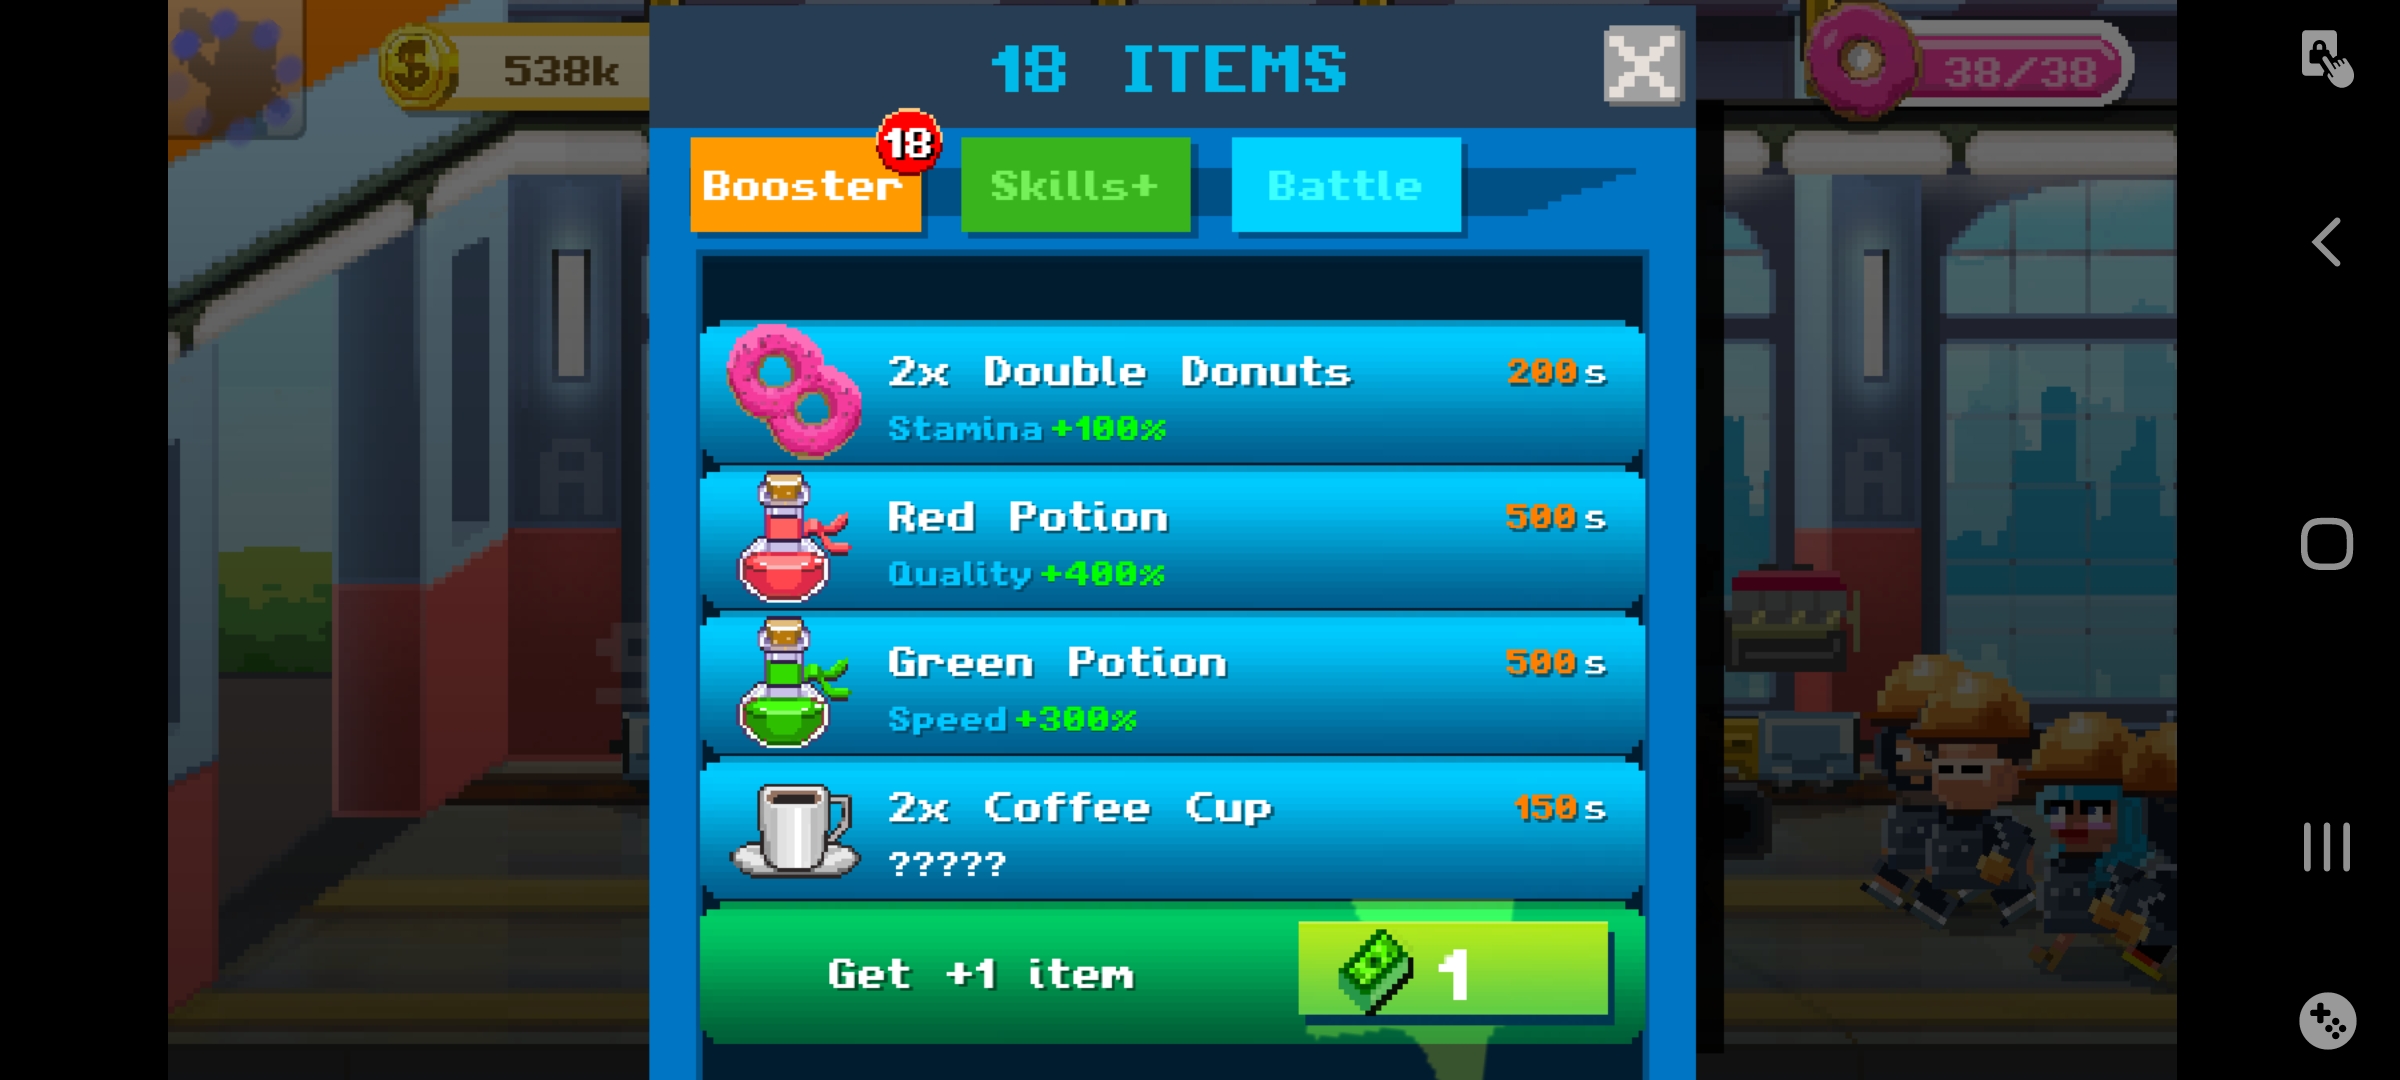 538k
18 ITEMS
38/38
18
Booster
Skills+
Battle
2x Double Donuts
200s
Stamina +100%
Red Potion
500s
Quality +400%
Green Potion
500s
Speed +300%
2x Coffee Cup
150s
?????
Get +1 item
1
A
A